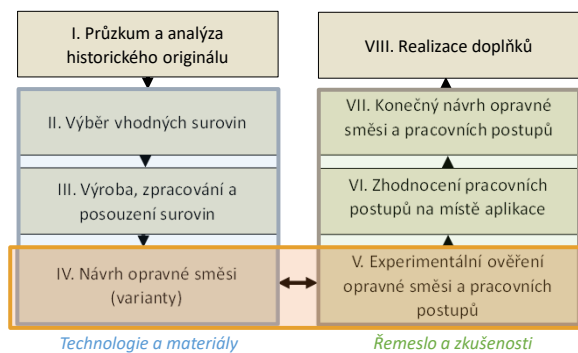 I. Průzkum a analýza
historického originálu
II. Výběr vhodných surovin
III. Výroba, zpracování a
posouzení surovin
IV. Návrh opravné směsi
(varianty)
Technologie a materiály
VIII. Realizace doplňků
VII. Konečný návrh opravné
směsi a pracovních postupů
VI. Zhodnocení pracovních
postupů na místě aplikace
V. Experimentální ověření
opravné směsi a pracovních
postupů
Řemeslo a zkušenosti